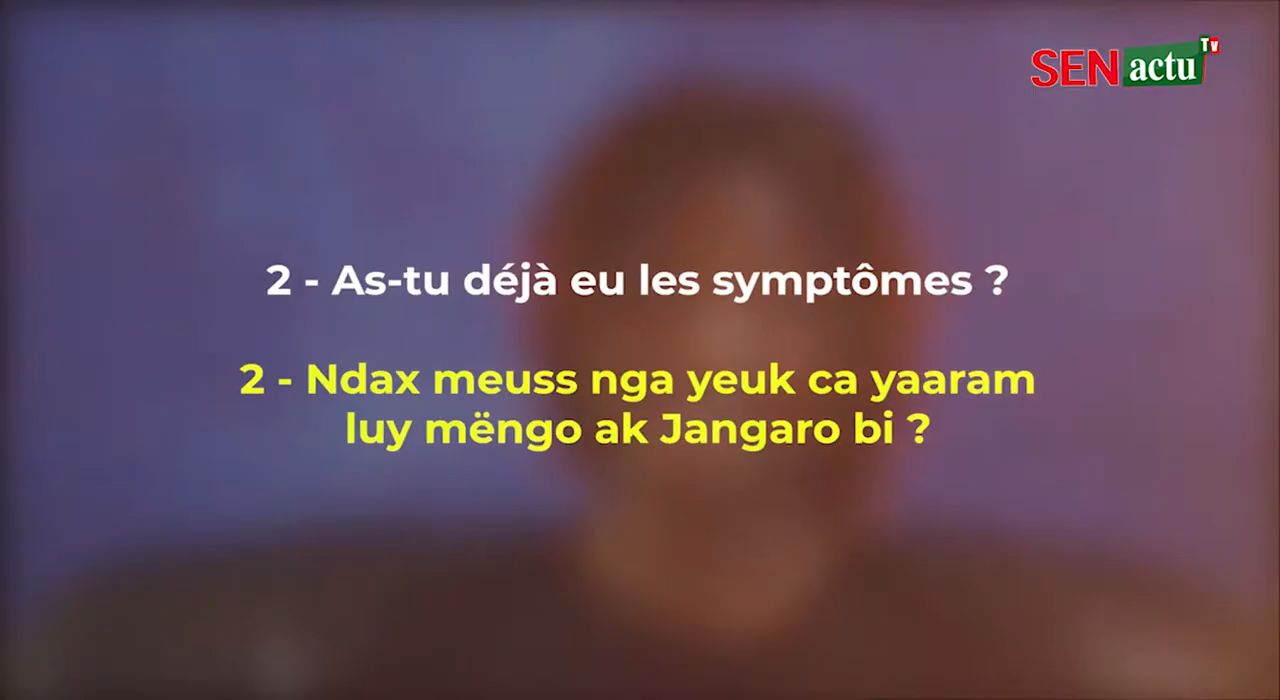 SEN actu Tv
2 - As-tu déjà eu les symptômes ?
2 - Ndax meuss nga yeuk ca yaaram
luy mëngo ak Jangaro bi ?